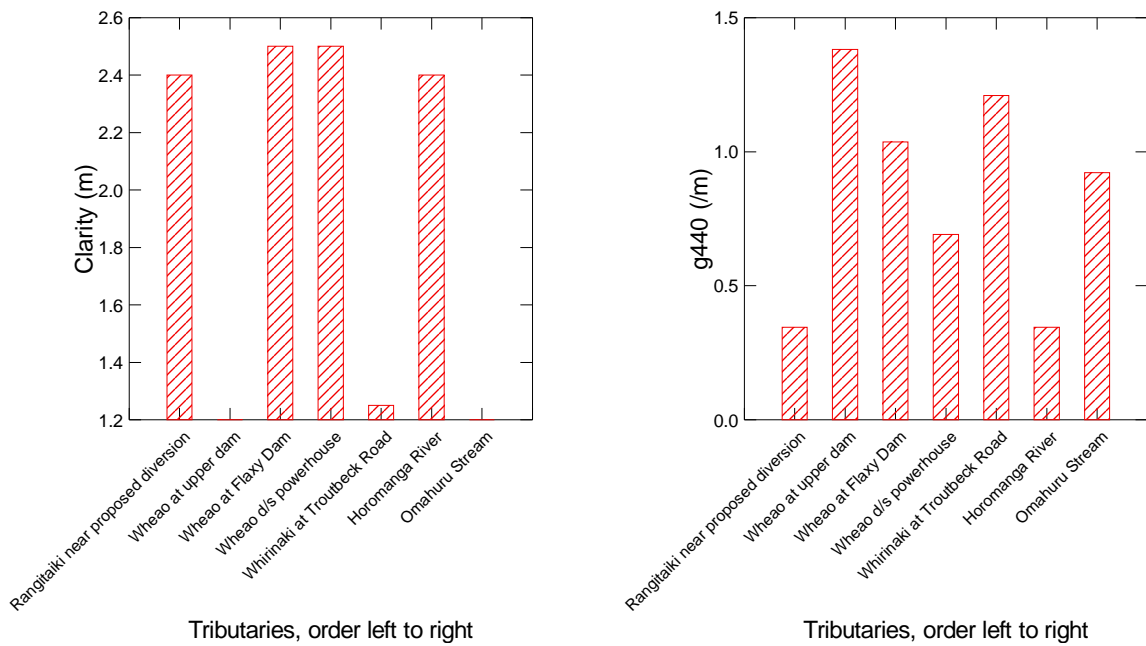 2.6
2.4
2.2
2.0
1.8
1.6
1.4
1.2
Clarity (m)
Rangitaiki near proposed diversion
Wheao at upper dam
Wheao at Flaxy Dam
Wheao d/s powerhouse
Whirinaki at Troutbeck Road
Horomanga River
Omahuru Stream
Tributaries, order left to right
1.5
1.0
0.5
0.0
g440 (/m)
Rangitaiki near proposed diversion
Wheao at upper dam
Wheao at Flaxy Dam
Wheao d/s powerhouse
Whirinaki at Troutbeck Road
Horomanga River
Omahuru Stream
Tributaries, order left to right